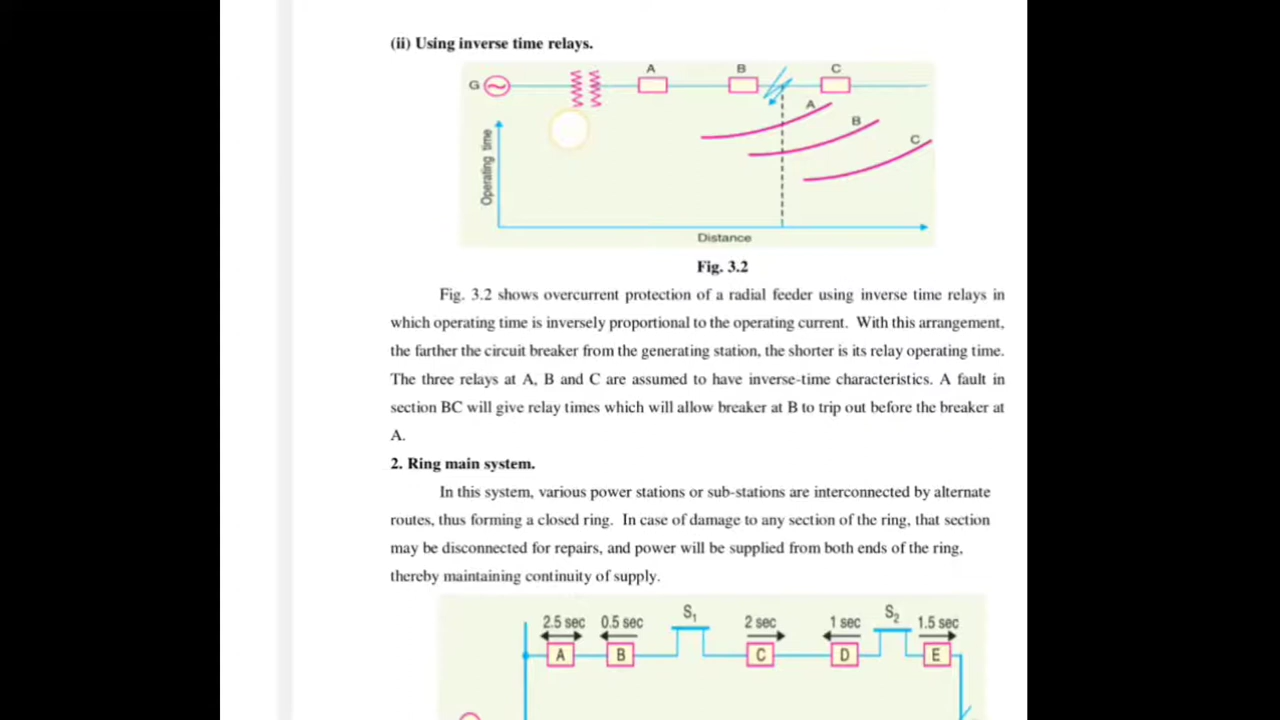 (ii) Using inverse time relays.
A B C
G
A
B
C
Operating time
Distance
Fig. 3.2
Fig. 3.2 shows overcurrent protection of a radial feeder using inverse time relays in
which operating time is inversely proportional to the operating current. With this arrangement,
the farther the circuit breaker from the generating station, the shorter is its relay operating time.
The three relays at A, B and C are assumed to have inverse-time characteristics. A fault in
section BC will give relay times which will allow breaker at B to trip out before the breaker at
A.
2. Ring main system.
In this system, various power stations or sub-stations are interconnected by alternate
routes, thus forming a closed ring. In case of damage to any section of the ring, that section
may be disconnected for repairs, and power will be supplied from both ends of the ring,
thereby maintaining continuity of supply.
S1 S2
2.5 sec 0.5 sec 2 sec 1 sec 1.5 sec
A B C D E